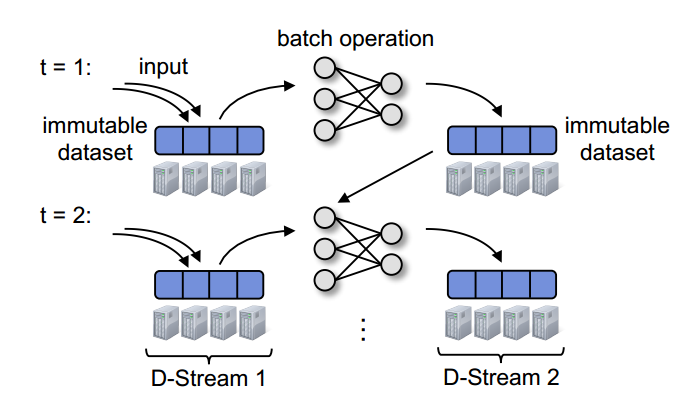 batch operation
t = 1:
input
immutable
dataset
immutable
dataset
t = 2:
⋮
D-Stream 1
D-Stream 2